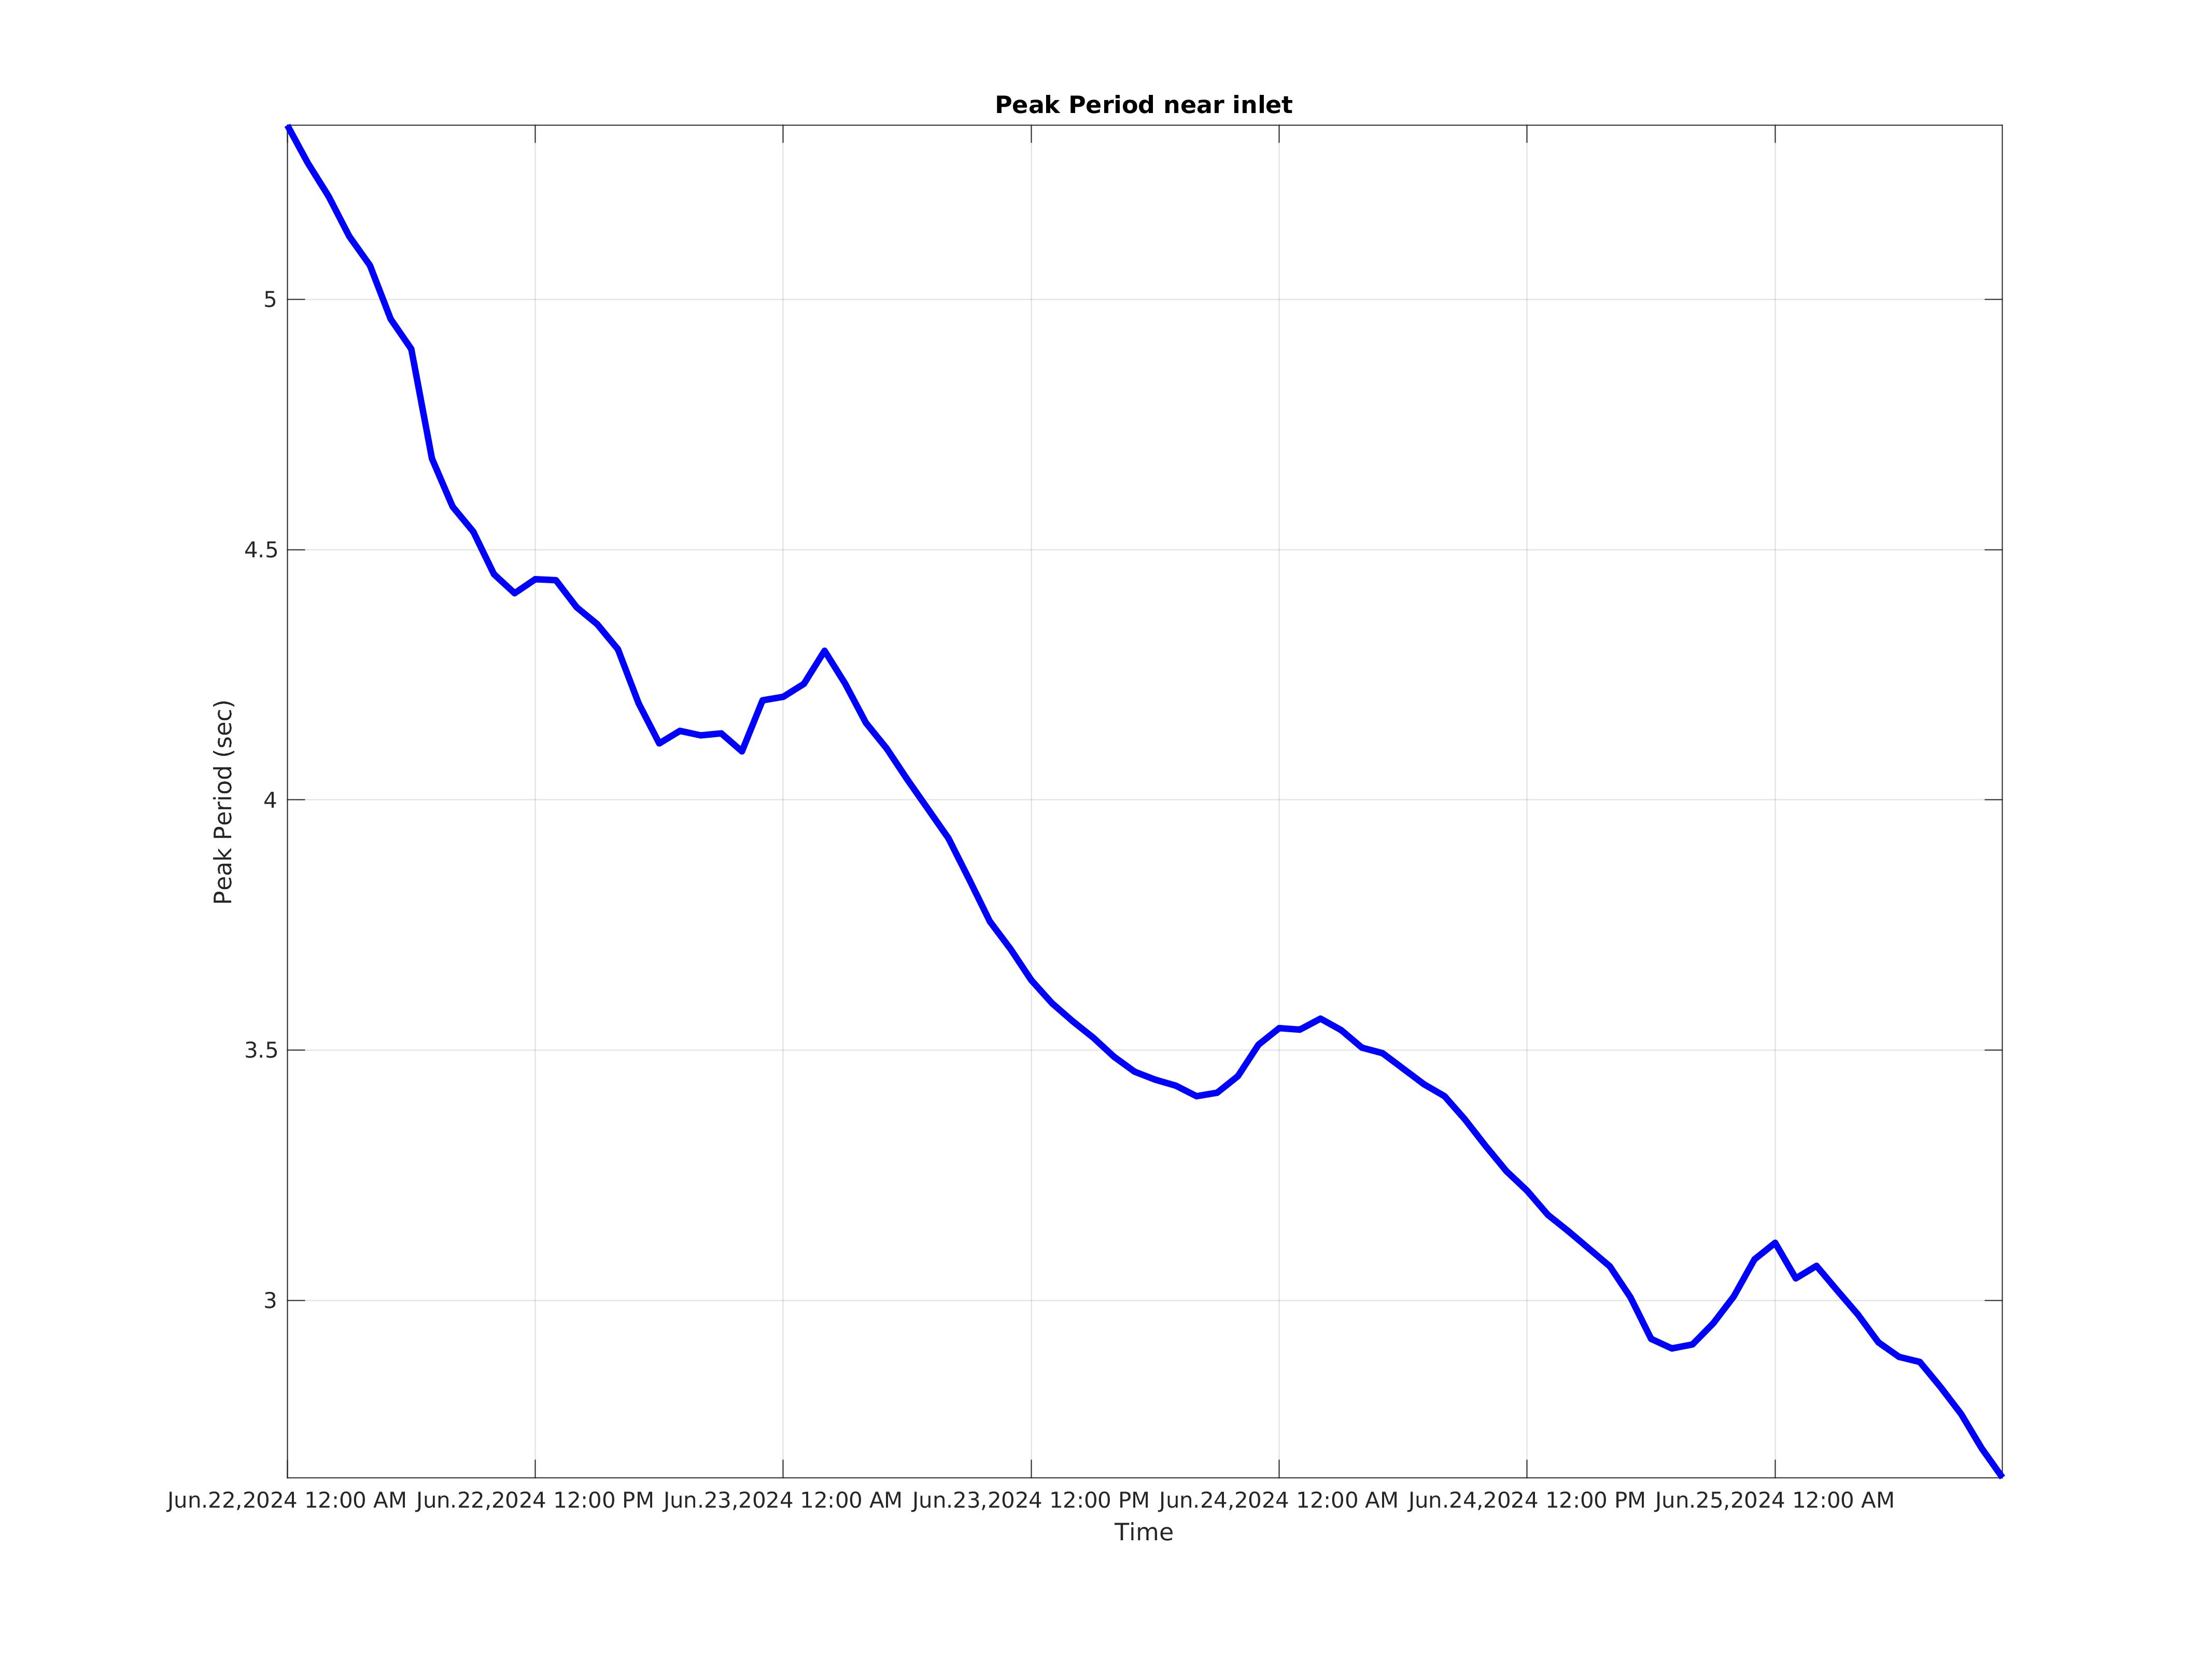 Peak Period near inlet
Peak Period (sec)
5
4.5
4
3.5
3
Jun.22,2024 12:00 AM Jun.22,2024 12:00 PM Jun.23,2024 12:00 AM Jun.23,2024 12:00 PM Jun.24,2024 12:00 AM Jun.24,2024 12:00 PM Jun.25,2024 12:00 AM
Time